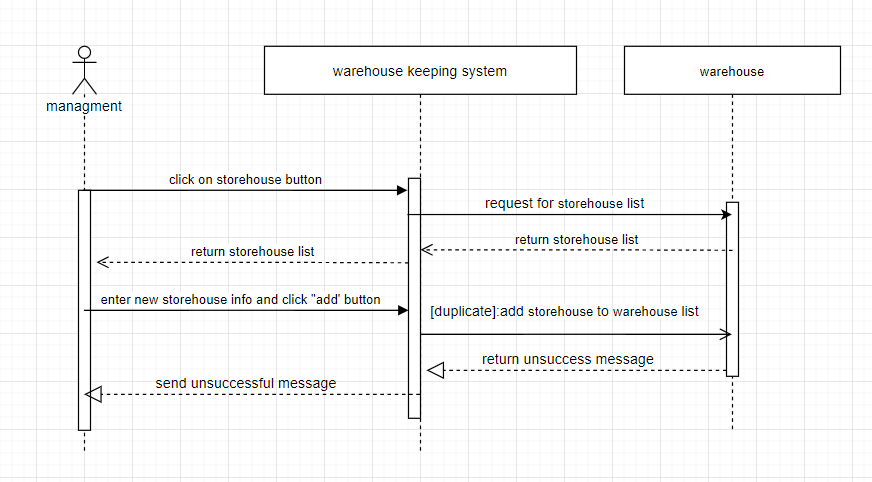 warehouse keeping system
warehouse
managment
click on storehouse button
request for storehouse list
return storehouse list
return storehouse list
enter new storehouse info and click "add' button
[duplicate]:add storehouse to warehouse list
return unsuccess message
send unsuccessful message